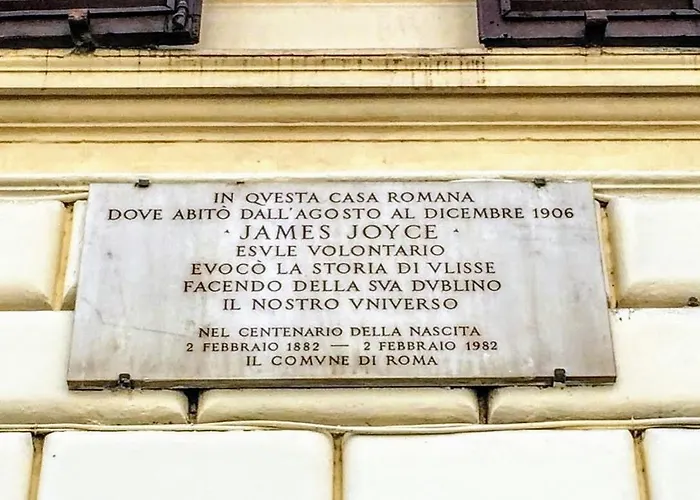 IN QVESTA CASA ROMANA
DOVE ABITÒ DALL'AGOSTO AL DICEMBRE 1906
· JAMES JOYCE ·
ESVLE VOLONTARIO
EVOCÒ LA STORIA DI VLISSE
FACENDO DELLA SVA DVBLINO
IL NOSTRO VNIVERSO
NEL CENTENARIO DELLA NASCITA
2 FEBBRAIO 1882 — 2 FEBBRAIO 1982
IL COMVNE DI ROMA